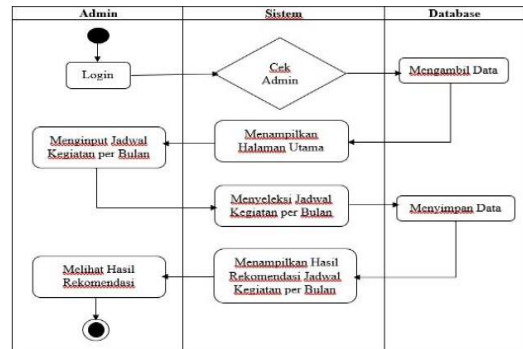 Admin
Sistem
Database
Login
Cek
Admin
Mengambil Data
Menginput Jadwal
Kegiatan per Bulan
Menampilkan
Halaman Utama
Menyeleksi Jadwal
Kegiatan per Bulan
Menyimpan Data
Melihat Hasil
Rekomendasi
Menampilkan Hasil
Rekomendasi Jadwal
Kegiatan per Bulan